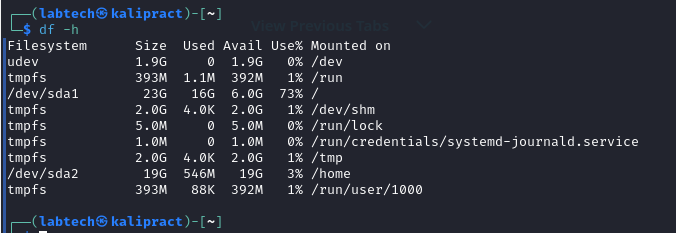 ┌──(labtech㉿kalipract)-[~]
└─$ df -h
View Previous Tabs
Filesystem Size Used Avail Use% Mounted on
udev 1.9G 0 1.9G 0% /dev
tmpfs 393M 1.1M 392M 1% /run
/dev/sda1 23G 16G 6.0G 73% /
tmpfs 2.0G 4.0K 2.0G 1% /dev/shm
tmpfs 5.0M 0 5.0M 0% /run/lock
tmpfs 1.0M 0 1.0M 0% /run/credentials/systemd-journald.service
tmpfs 2.0G 4.0K 2.0G 1% /tmp
/dev/sda2 19G 546M 19G 3% /home
tmpfs 393M 88K 392M 1% /run/user/1000
┌──(labtech㉿kalipract)-[~]